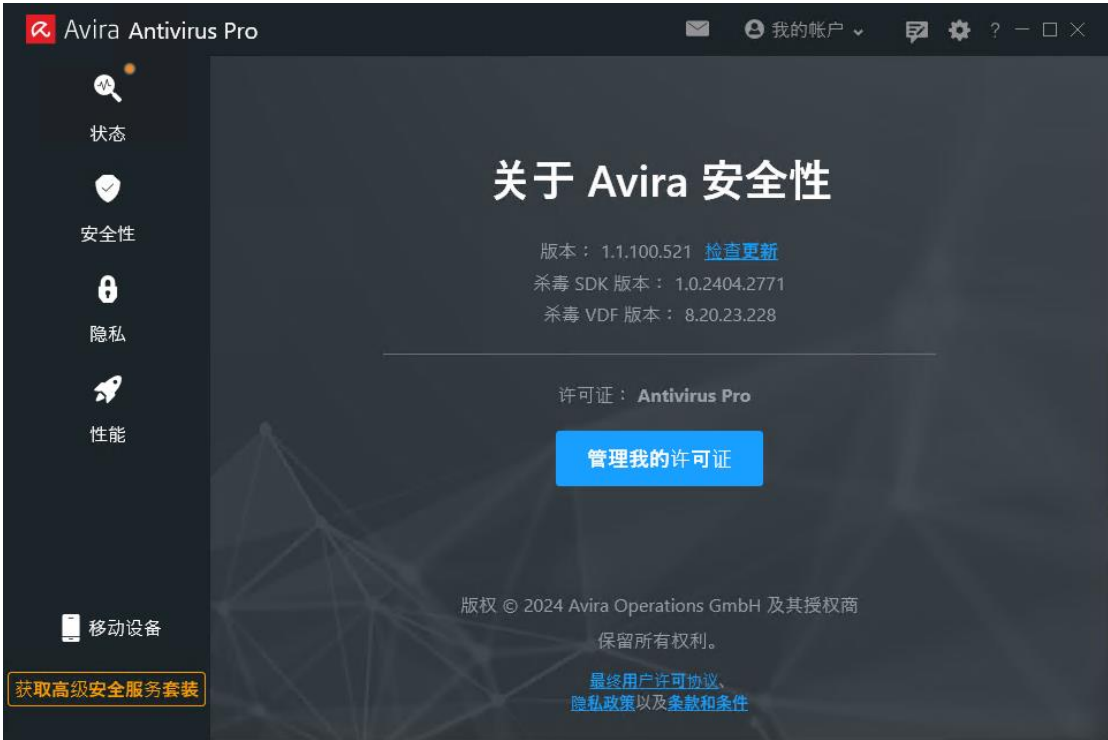 Avira Antivirus Pro
我的帐户
?
状态
安全性
隐私
性能
移动设备
获取高级安全服务套装
关于 Avira 安全性
版本： 1.1.100.521 检查更新
杀毒 SDK 版本： 1.0.2404.2771
杀毒 VDF 版本： 8.20.23.228
许可证： Antivirus Pro
管理我的许可证
版权 © 2024 Avira Operations GmbH 及其授权商
保留所有权利。
最终用户许可协议、
隐私政策以及条款和条件